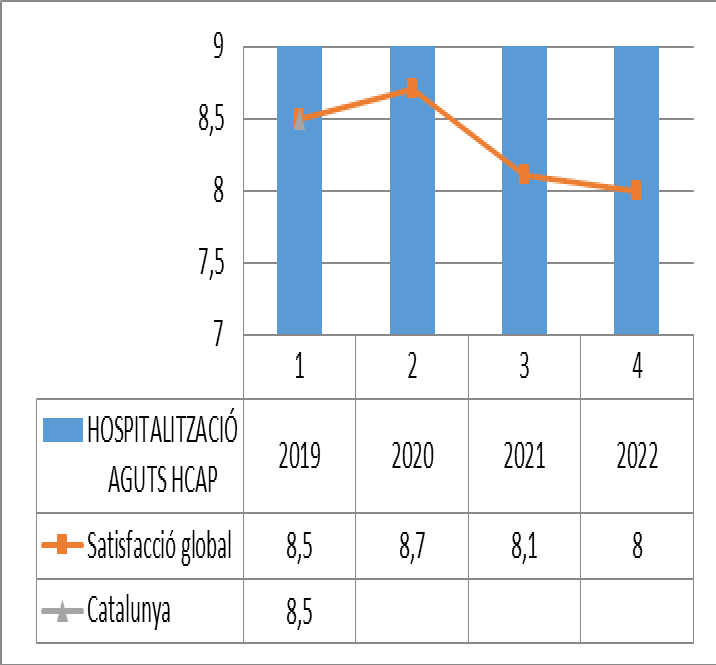 9
8,5
8
7,5
7
1 2 3 4
HOSPITALITZACIÓ
AGUTS HCAP
2019 2020 2021 2022
Satisfacció global 8,5 8,7 8,1 8
Catalunya 8,5